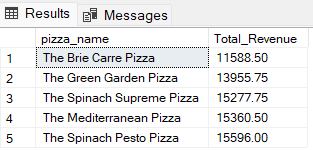 Results Messages
pizza_name Total_Revenue
1 The Brie Carre Pizza 11588.50
2 The Green Garden Pizza 13955.75
3 The Spinach Supreme Pizza 15277.75
4 The Mediterranean Pizza 15360.50
5 The Spinach Pesto Pizza 15596.00